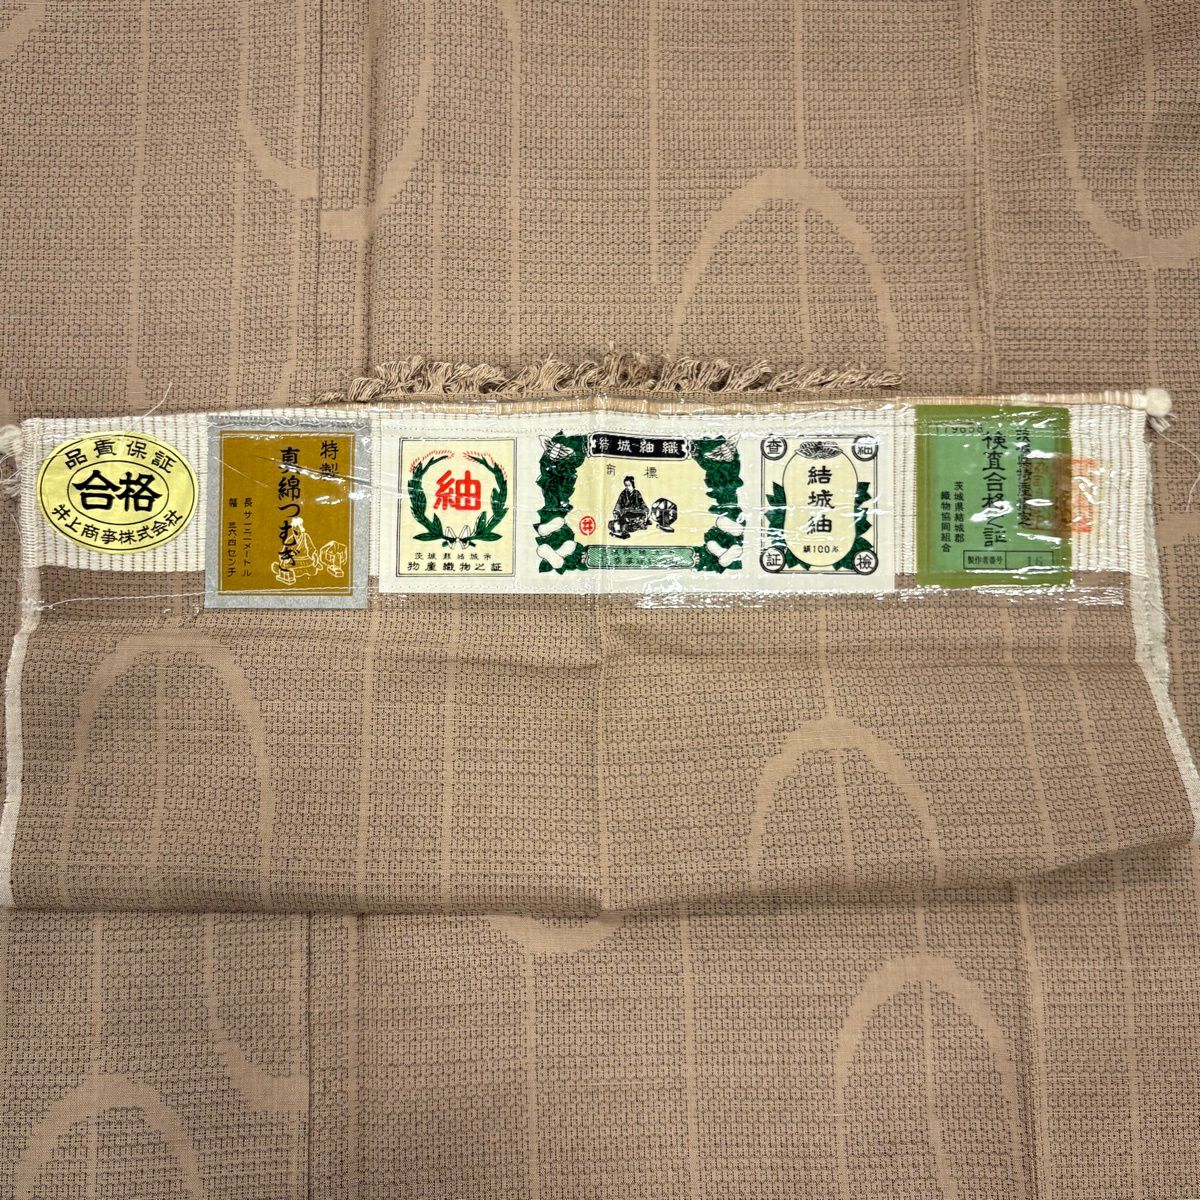 品質保証
合格
井上商事株式会社
特製
真綿つむぎ
長サ一二メートル
幅 三六四センチ
紬
茨城県結城市
物産織物之証
結城紬織
商標
井
紬
検
査
証
結城紬
絹100%
179658
検査合格之証
茨城県結城郡
織物協同組合
製作者番号